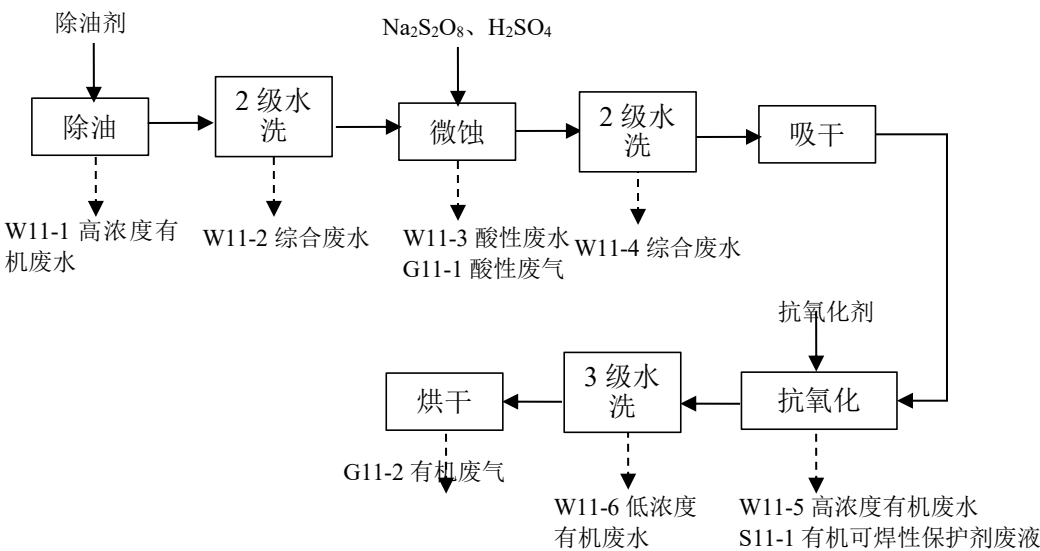 除油剂
Na₂S₂O₈、H₂SO₄
除油
2 级水
洗
微蚀
2 级水
洗
吸干
W11-1 高浓度有
机废水
W11-2 综合废水
W11-3 酸性废水
G11-1 酸性废气
W11-4 综合废水
抗氧化剂
烘干
3 级水
洗
抗氧化
G11-2 有机废气
W11-6 低浓度
有机废水
W11-5 高浓度有机废水
S11-1 有机可焊性保护剂废液